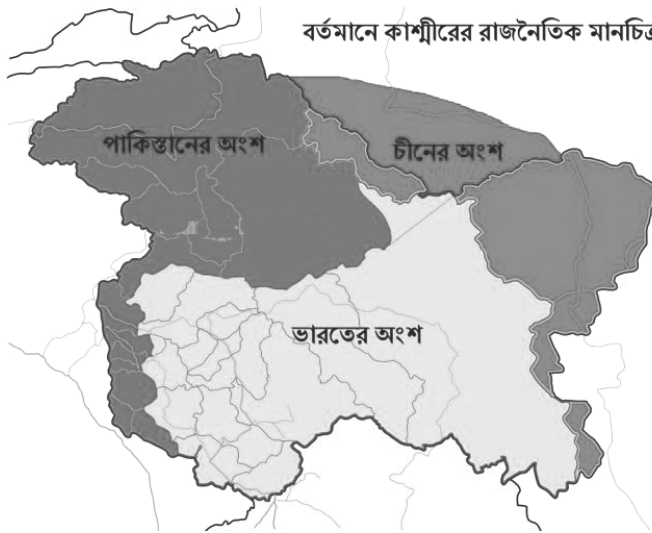 বর্তমানে কাশ্মীরের রাজনৈতিক মানচিত্র
পাকিস্তানের অংশ
চীনের অংশ
ভারতের অংশ